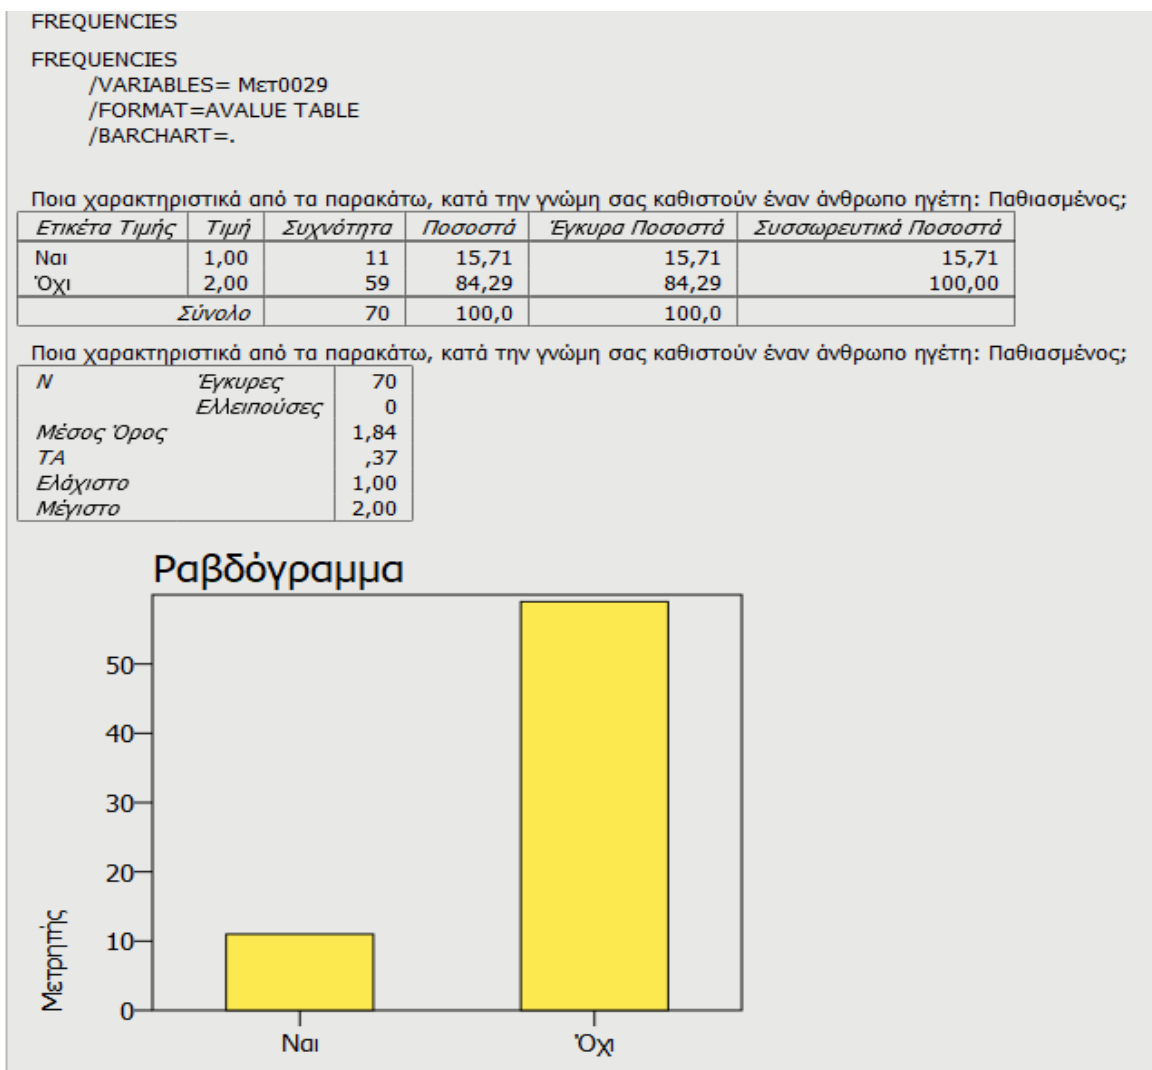 FREQUENCIES
FREQUENCIES
/VARIABLES= Μετ0029
/FORMAT=AVALUE TABLE
/BARCHART=.
Ποια χαρακτηριστικά από τα παρακάτω, κατά την γνώμη σας καθιστούν έναν άνθρωπο ηγέτη: Παθιασμένος;
Ετικέτα Τιμής Τιμή Συχνότητα Ποσοστά Έγκυρα Ποσοστά Συσσωρευτικά Ποσοστά
Ναι 1,00 11 15,71 15,71 15,71
Όχι 2,00 59 84,29 84,29 100,00
Σύνολο 70 100,0 100,0
Ποια χαρακτηριστικά από τα παρακάτω, κατά την γνώμη σας καθιστούν έναν άνθρωπο ηγέτη: Παθιασμένος;
N Έγκυρες 70
Ελλειπούσες 0
Μέσος Όρος 1,84
ΤΑ ,37
Ελάχιστο 1,00
Μέγιστο 2,00
Ραβδόγραμμα
50
40
30
20
10
0
Μετρητής
Ναι Όχι